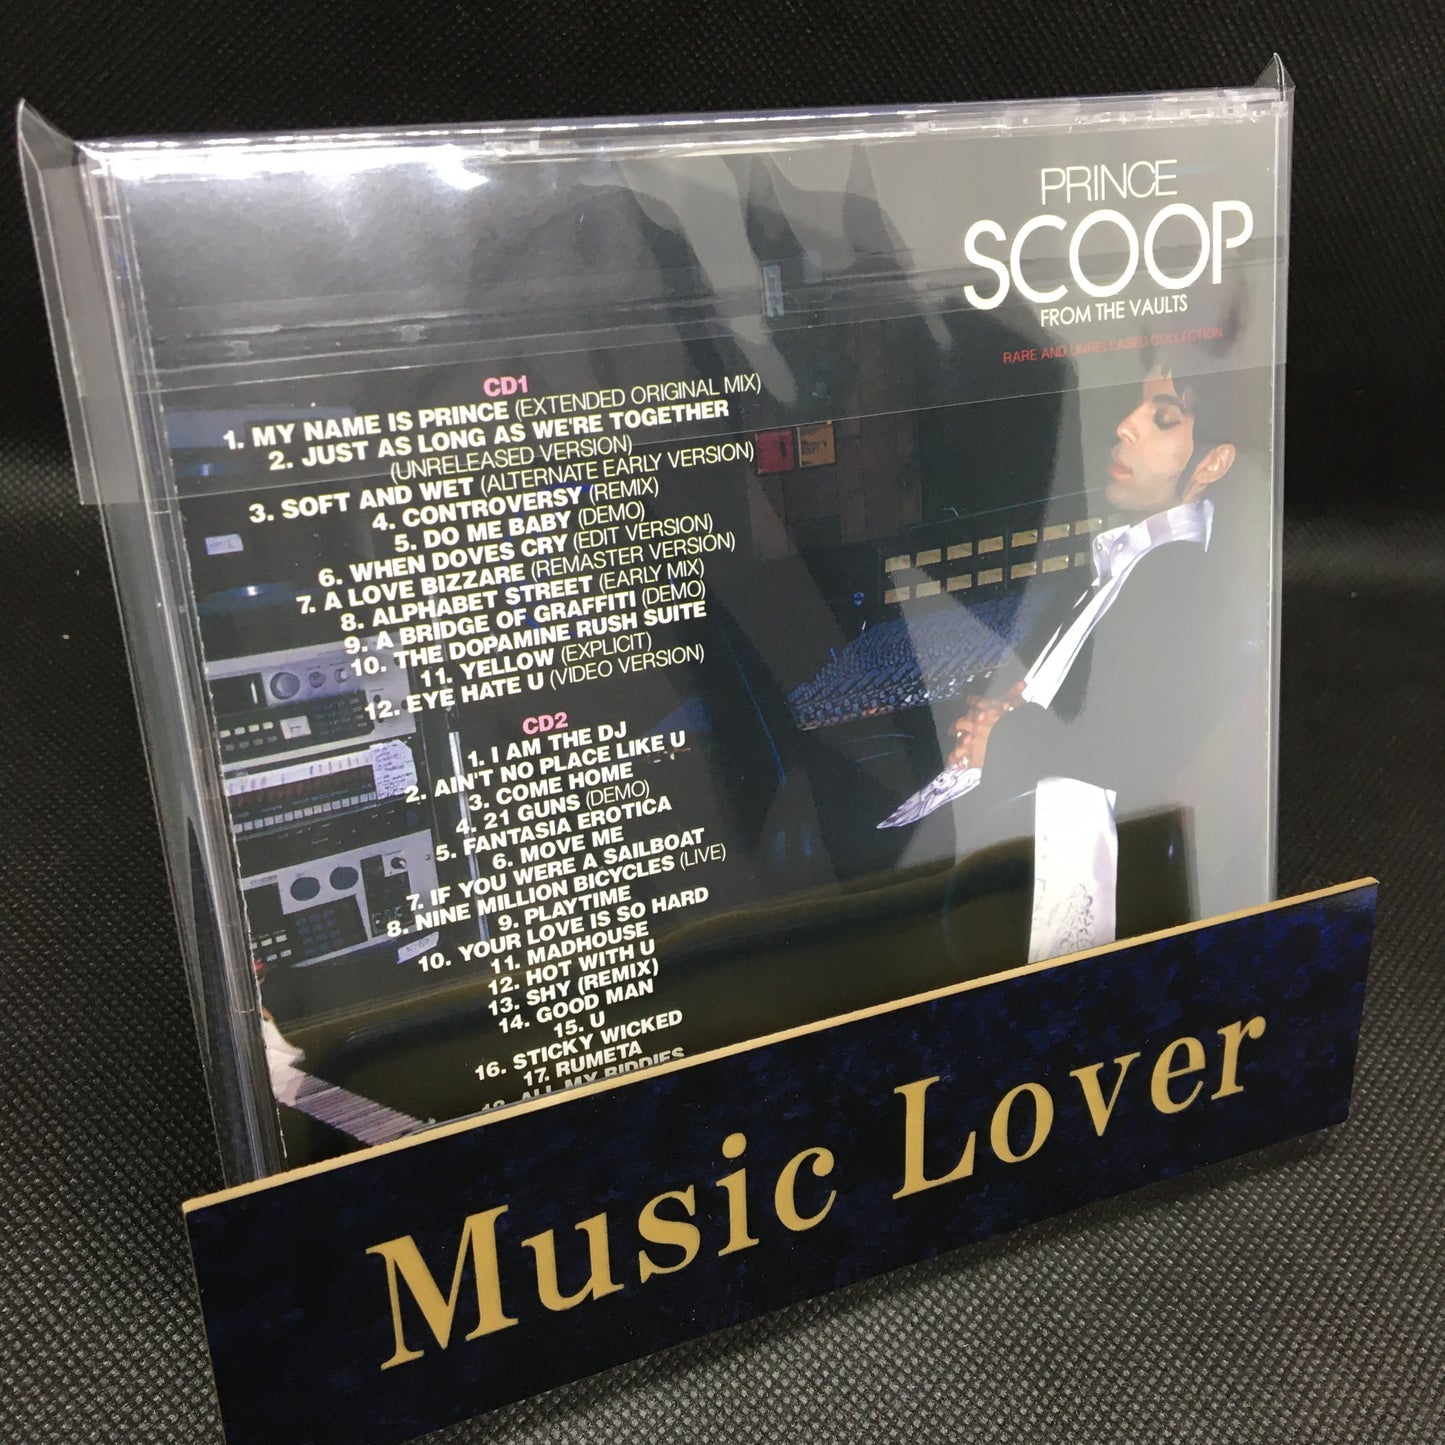 PRINCE
SCOOP
FROM THE VAULTS
RARE AND UNRELEASED COLLECTION
CD1
1. MY NAME IS PRINCE (EXTENDED ORIGINAL MIX)
2. JUST AS LONG AS WE'RE TOGETHER
(UNRELEASED VERSION)
3. SOFT AND WET (ALTERNATE EARLY VERSION)
4. CONTROVERSY (REMIX)
5. DO ME BABY (DEMO)
6. WHEN DOVES CRY (EDIT VERSION)
7. A LOVE BIZZARE (REMASTER VERSION)
8. ALPHABET STREET (EARLY MIX)
9. A BRIDGE OF GRAFFITI (DEMO)
10. THE DOPAMINE RUSH SUITE
11. YELLOW (EXPLICIT)
12. EYE HATE U (VIDEO VERSION)
CD2
1. I AM THE DJ
2. AIN'T NO PLACE LIKE U
3. COME HOME
4. 21 GUNS (DEMO)
5. FANTASIA EROTICA
6. MOVE ME
7. IF YOU WERE A SAILBOAT
8. NINE MILLION BICYCLES (LIVE)
9. PLAYTIME
10. YOUR LOVE IS SO HARD
11. MADHOUSE
12. HOT WITH U
13. SHY (REMIX)
14. GOOD MAN
15. U
16. STICKY WICKED
17. RUMETA
18. ALL MY BIDDIES
Music Lover